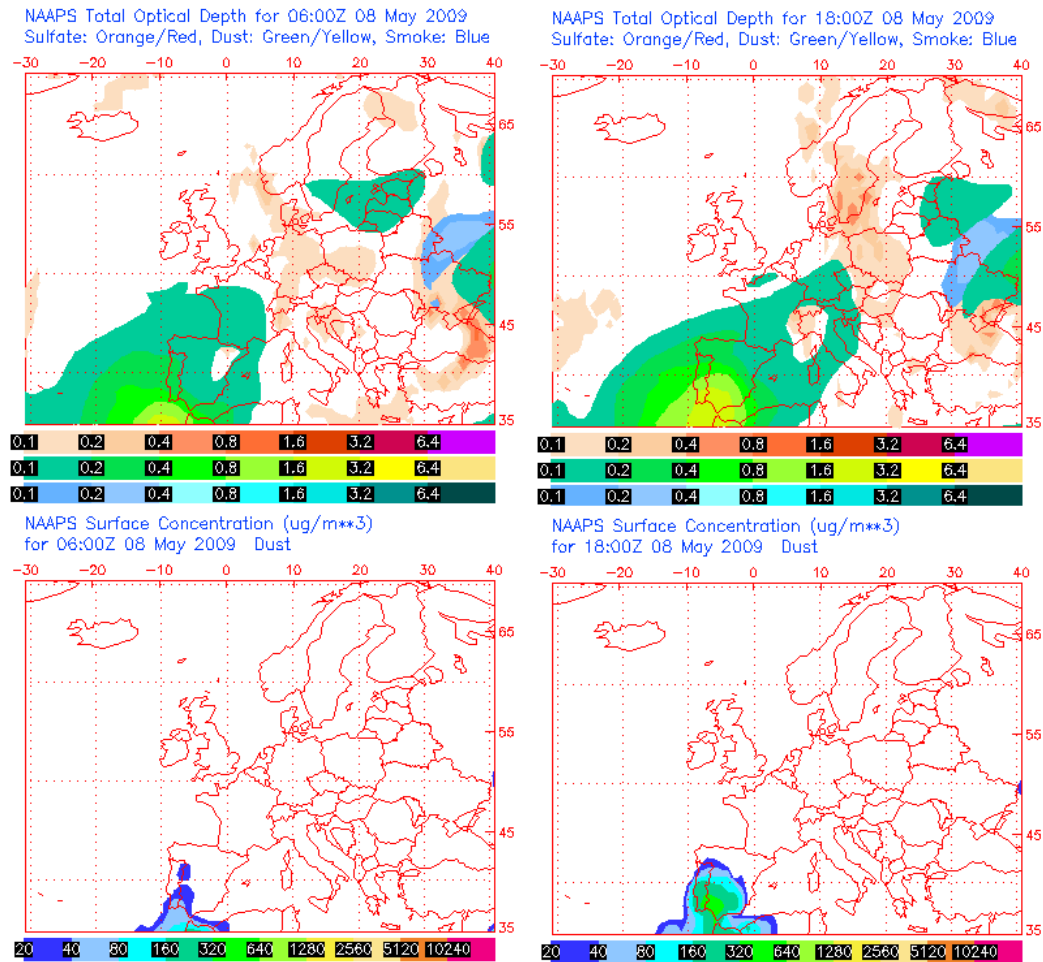 NAAPS Total Optical Depth for 06:00Z 08 May 2009
Sulfate: Orange/Red, Dust: Green/Yellow, Smoke: Blue
-30 -20 -10 0 10 20 30 40
65
55
45
35
0.1 0.2 0.4 0.8 1.6 3.2 6.4
0.1 0.2 0.4 0.8 1.6 3.2 6.4
0.1 0.2 0.4 0.8 1.6 3.2 6.4
NAAPS Total Optical Depth for 18:00Z 08 May 2009
Sulfate: Orange/Red, Dust: Green/Yellow, Smoke: Blue
-30 -20 -10 0 10 20 30 40
65
55
45
35
0.1 0.2 0.4 0.8 1.6 3.2 6.4
0.1 0.2 0.4 0.8 1.6 3.2 6.4
0.1 0.2 0.4 0.8 1.6 3.2 6.4
NAAPS Surface Concentration (ug/m**3)
for 06:00Z 08 May 2009 Dust
-30 -20 -10 0 10 20 30 40
65
55
45
35
20 40 80 160 320 640 1280 2560 5120 10240
NAAPS Surface Concentration (ug/m**3)
for 18:00Z 08 May 2009 Dust
-30 -20 -10 0 10 20 30 40
65
55
45
35
20 40 80 160 320 640 1280 2560 5120 10240